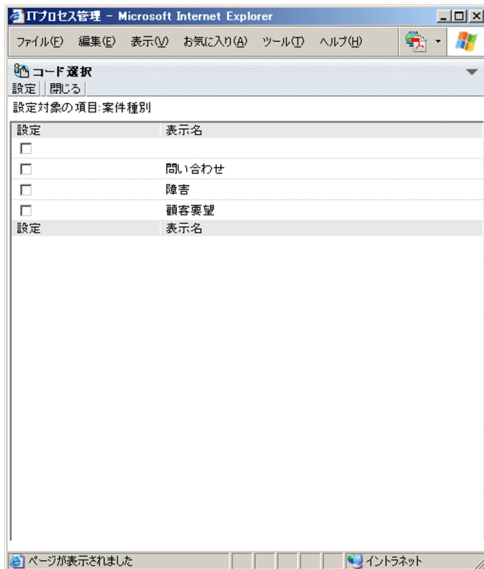 ITプロセス管理 - Microsoft Internet Explorer
ファイル(F) 編集(E) 表示(V) お気に入り(A) ツール(T) ヘルプ(H)
コード選択
設定 | 閉じる |
設定対象の項目:案件種別
設定 表示名
問い合わせ
障害
顧客要望
設定 表示名
ページが表示されました イントラネット